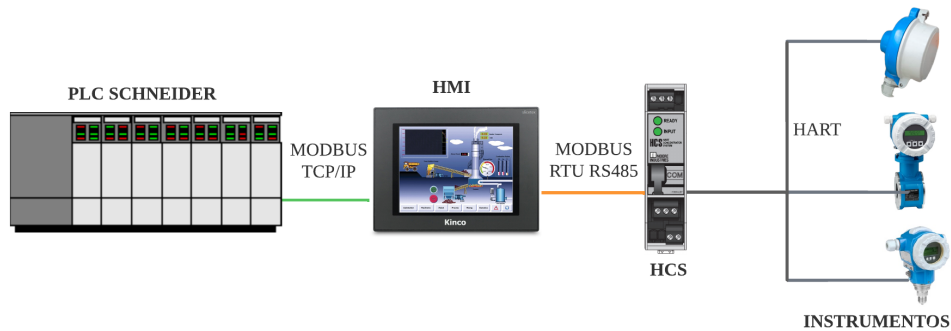 PLC SCHNEIDER
MODBUS
TCP/IP
HMI
Kinco
MODBUS
RTU RS485
READY
INPUT
HCS
COM
HCS
HART
INSTRUMENTOS